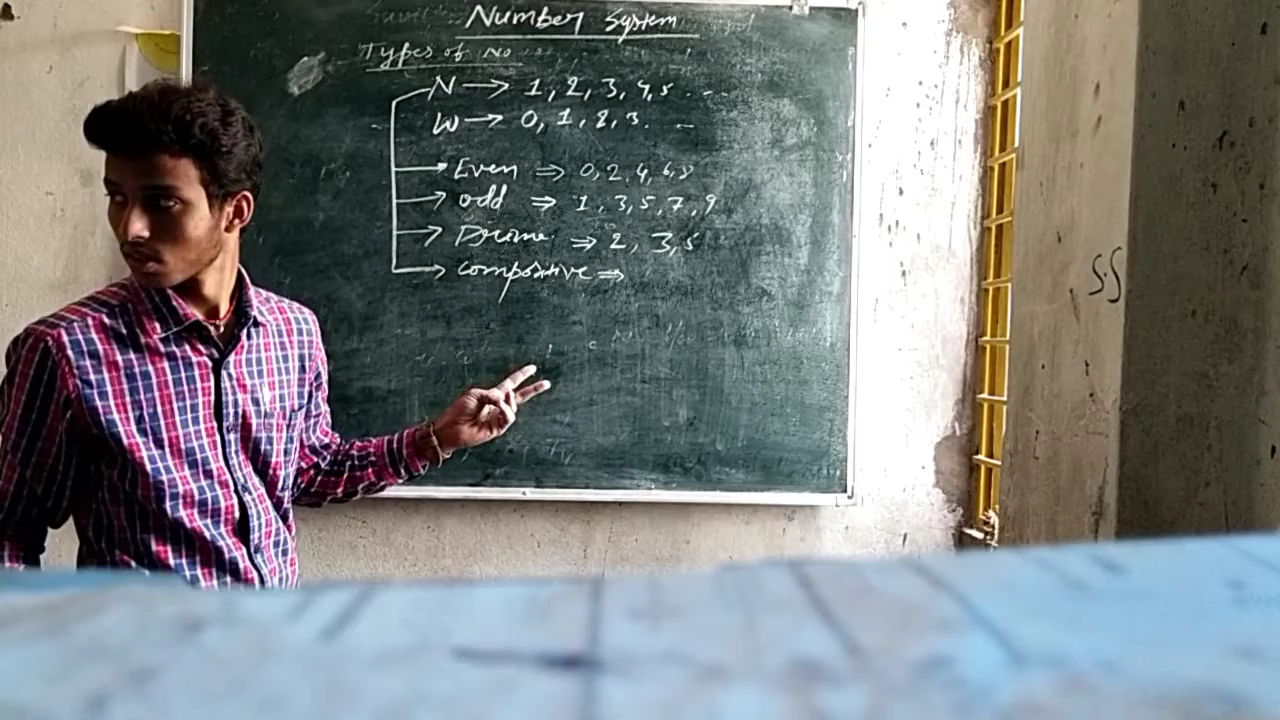 Number System
Types of No
N → 1, 2, 3, 4, 5 ...
W → 0, 1, 2, 3. ..
→ Even ⇒ 0, 2, 4, 6, 8
→ odd ⇒ 1, 3, 5, 7, 9
→ Prime ⇒ 2, 3, 5
→ compositive ⇒
S.S